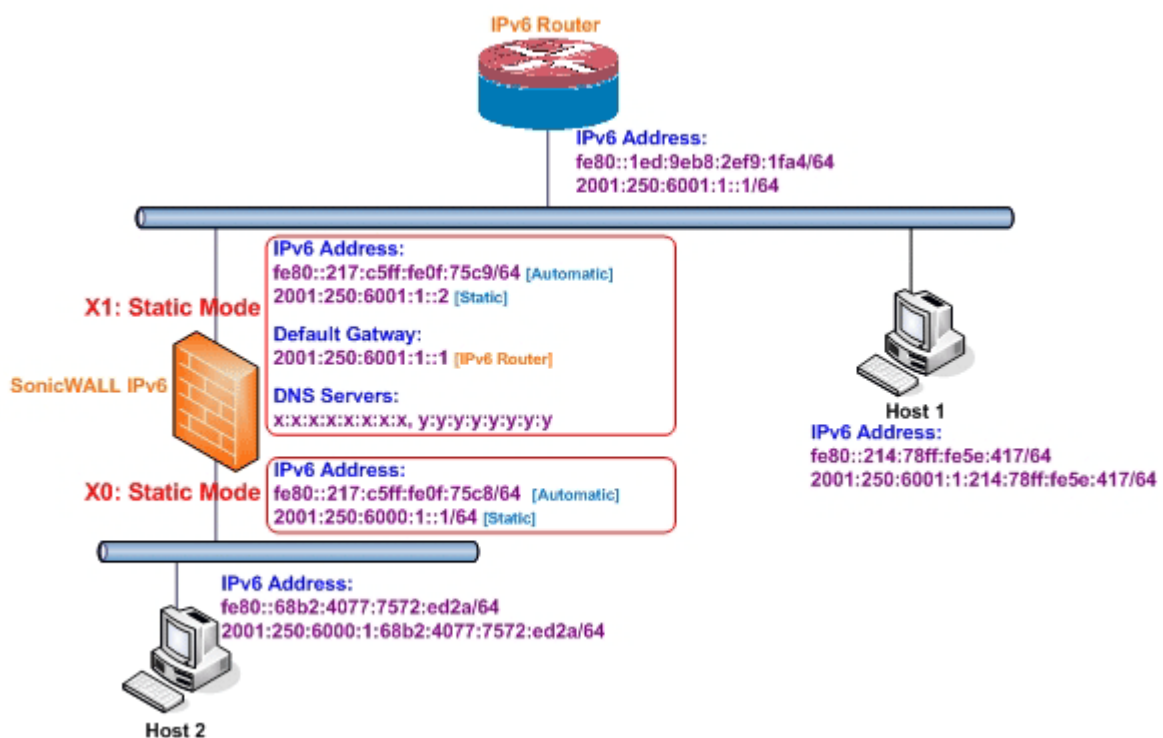 IPv6 Router
IPv6 Address:
fe80::1ed:9eb8:2ef9:1fa4/64
2001:250:6001:1::1/64
X1: Static Mode
IPv6 Address:
fe80::217:c5ff:fe0f:75c9/64 [Automatic]
2001:250:6001:1::2 [Static]
Default Gatway:
2001:250:6001:1::1 [IPv6 Router]
DNS Servers:
x:x:x:x:x:x:x:x, y:y:y:y:y:y:y:y
SonicWALL IPv6
Host 1
IPv6 Address:
fe80::214:78ff:fe5e:417/64
2001:250:6001:1:214:78ff:fe5e:417/64
X0: Static Mode
IPv6 Address:
fe80::217:c5ff:fe0f:75c8/64 [Automatic]
2001:250:6000:1::1/64 [Static]
IPv6 Address:
fe80::68b2:4077:7572:ed2a/64
2001:250:6000:1:68b2:4077:7572:ed2a/64
Host 2